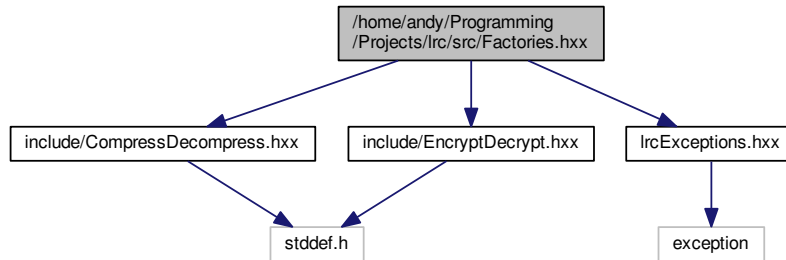 /home/andy/Programming
/Projects/lrc/src/Factories.hxx
include/CompressDecompress.hxx
include/EncryptDecrypt.hxx
lrcExceptions.hxx
stddef.h
exception